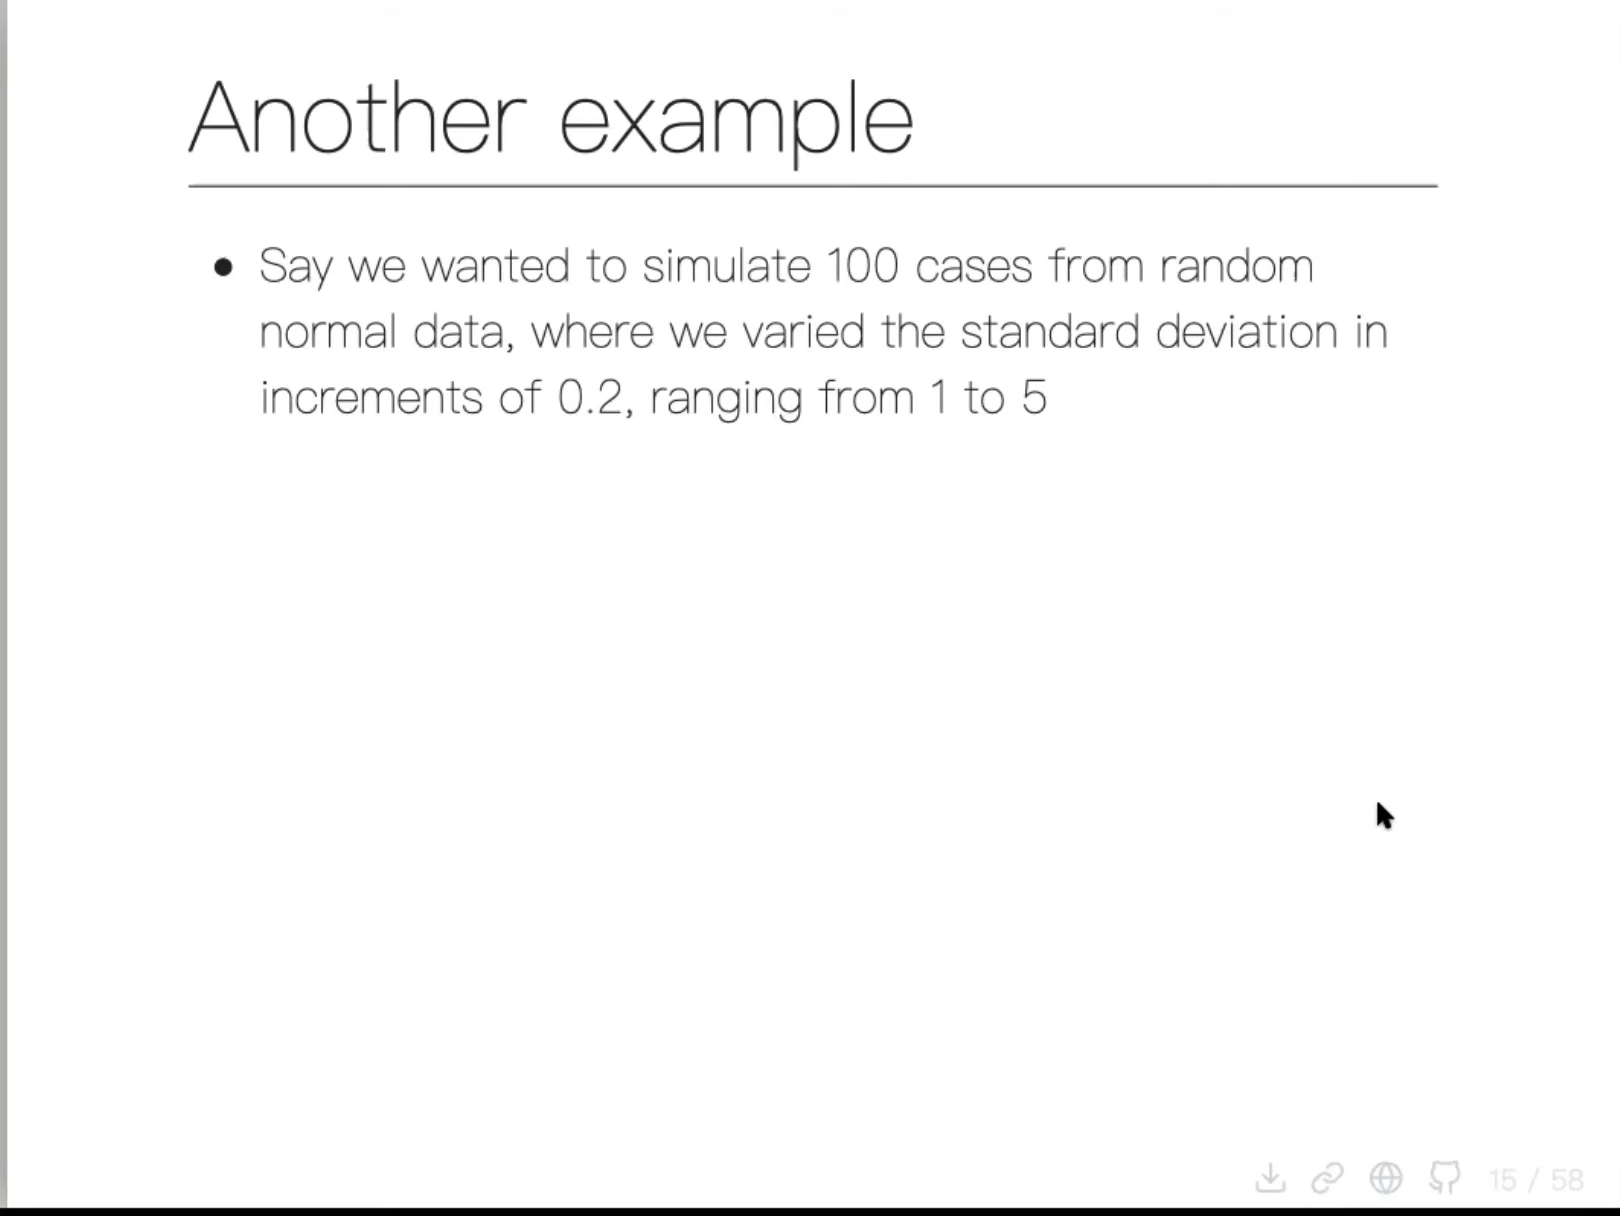 Another example
Say we wanted to simulate 100 cases from random
normal data, where we varied the standard deviation in
increments of 0.2, ranging from 1 to 5
15 / 58